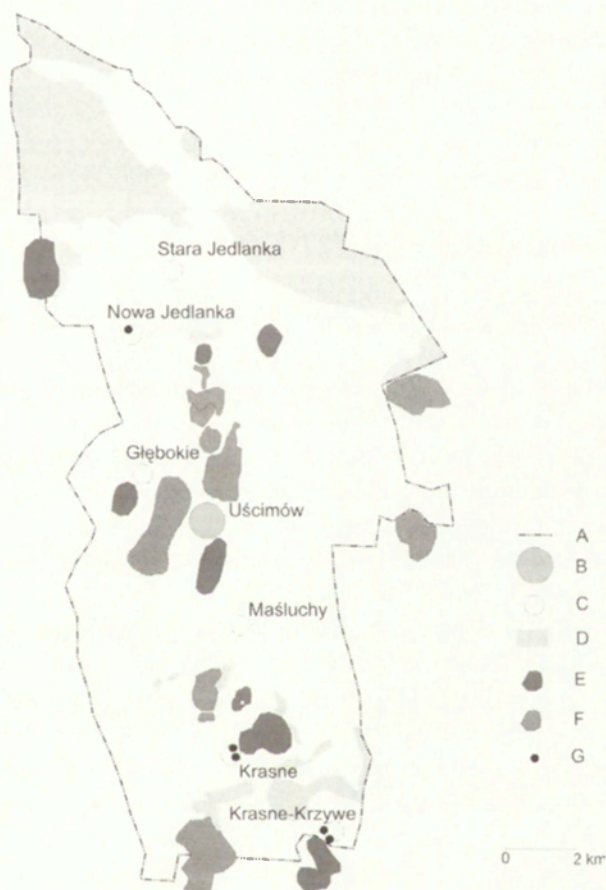 Stara Jedlanka
Nowa Jedlanka
Głębokie
Uścimów
Maśluchy
Krasne
Krasne-Krzywe
A
B
C
D
E
F
G
0 2 km